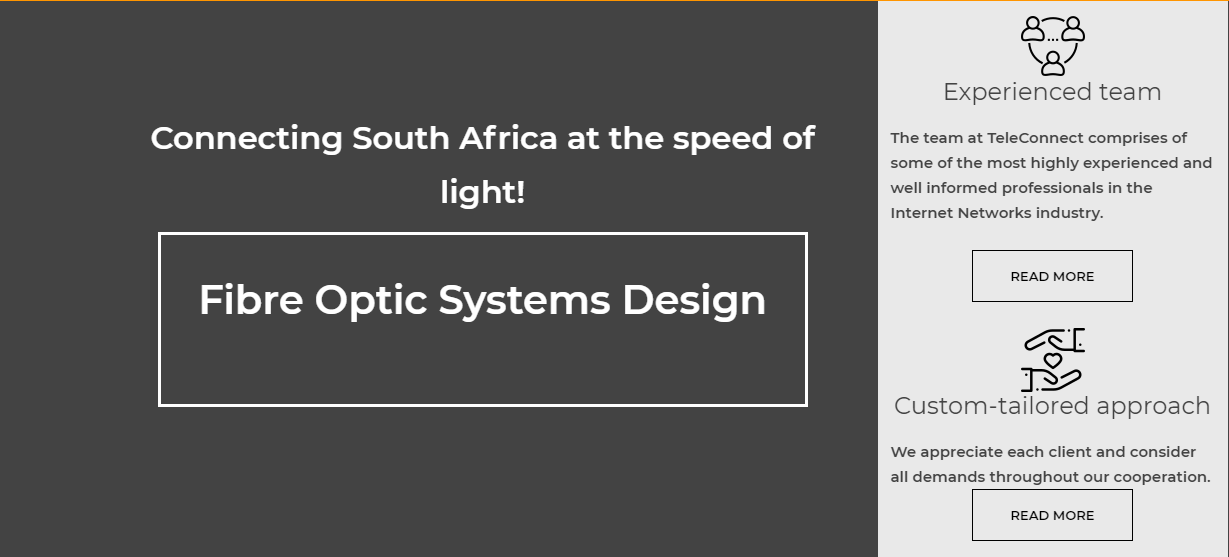 Connecting South Africa at the speed of
light!
Fibre Optic Systems Design
Experienced team
The team at TeleConnect comprises of
some of the most highly experienced and
well informed professionals in the
Internet Networks industry.
READ MORE
Custom-tailored approach
We appreciate each client and consider
all demands throughout our cooperation.
READ MORE